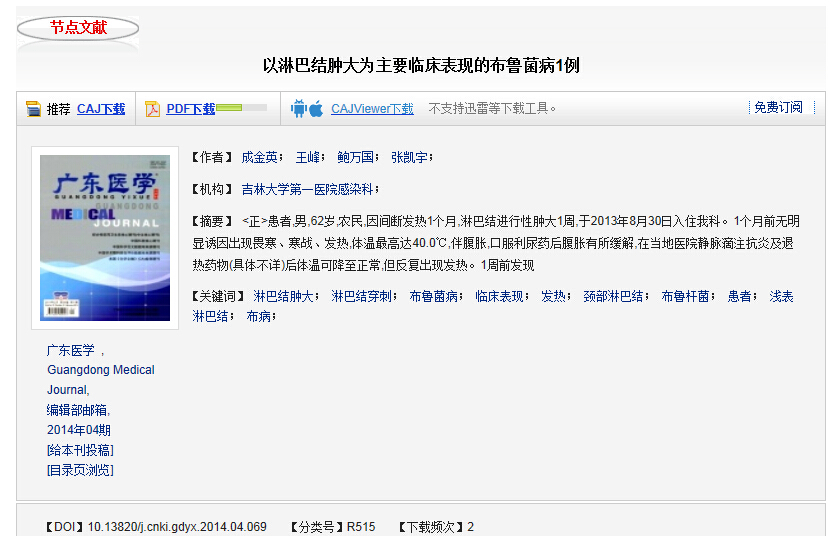 节点文献
以淋巴结肿大为主要临床表现的布鲁菌病1例
推荐 CAJ下载 PDF下载 CAJViewer下载 不支持迅雷等下载工具。 免费订阅
广东医学
GUANGDONG YIXUE
GUANGDONG
MEDICAL
JOURNAL
【作者】 成金英； 王峰； 鲍万国； 张凯宇；
【机构】 吉林大学第一医院感染科；
【摘要】 <正>患者,男,62岁,农民,因间断发热1个月,淋巴结进行性肿大1周,于2013年8月30日入住我科。1个月前无明
显诱因出现畏寒、寒战、发热,体温最高达40.0℃,伴腹胀,口服利尿药后腹胀有所缓解,在当地医院静脉滴注抗炎及退
热药物(具体不详)后体温可降至正常,但反复出现发热。1周前发现
【关键词】 淋巴结肿大； 淋巴结穿刺； 布鲁菌病； 临床表现； 发热； 颈部淋巴结； 布鲁杆菌； 患者； 浅表
淋巴结； 布病；
广东医学 ,
Guangdong Medical
Journal,
编辑部邮箱,
2014年04期
[给本刊投稿]
[目录页浏览]
【DOI】10.13820/j.cnki.gdyx.2014.04.069 【分类号】R515 【下载频次】2